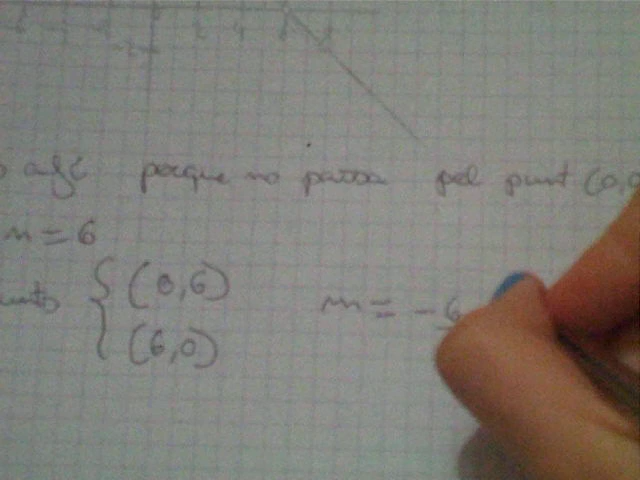 afí porque no passa pel punt (0,0
n = 6
(0,6)
(6,0)
m = -6